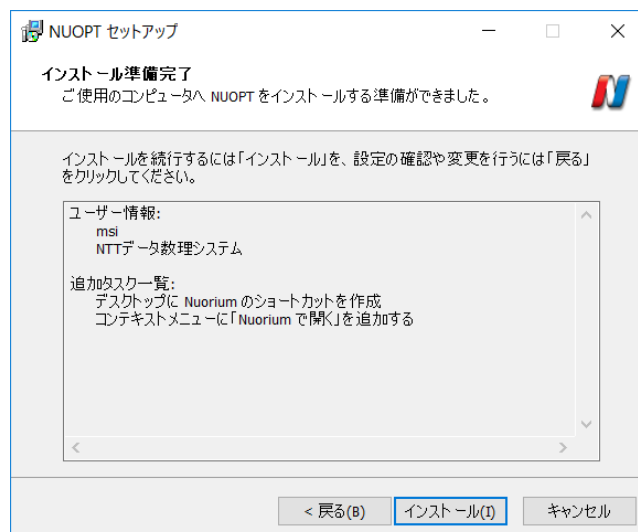 NUOPT セットアップ
インストール準備完了
ご使用のコンピュータへ NUOPT をインストールする準備ができました。
インストールを続行するには「インストール」を、設定の確認や変更を行うには「戻る」
をクリックしてください。
ユーザー情報:
msi
NTTデータ数理システム
追加タスク一覧:
デスクトップに Nuorium のショートカットを作成
コンテキストメニューに「Nuorium で開く」を追加する
< 戻る(B)
インストール(I)
キャンセル